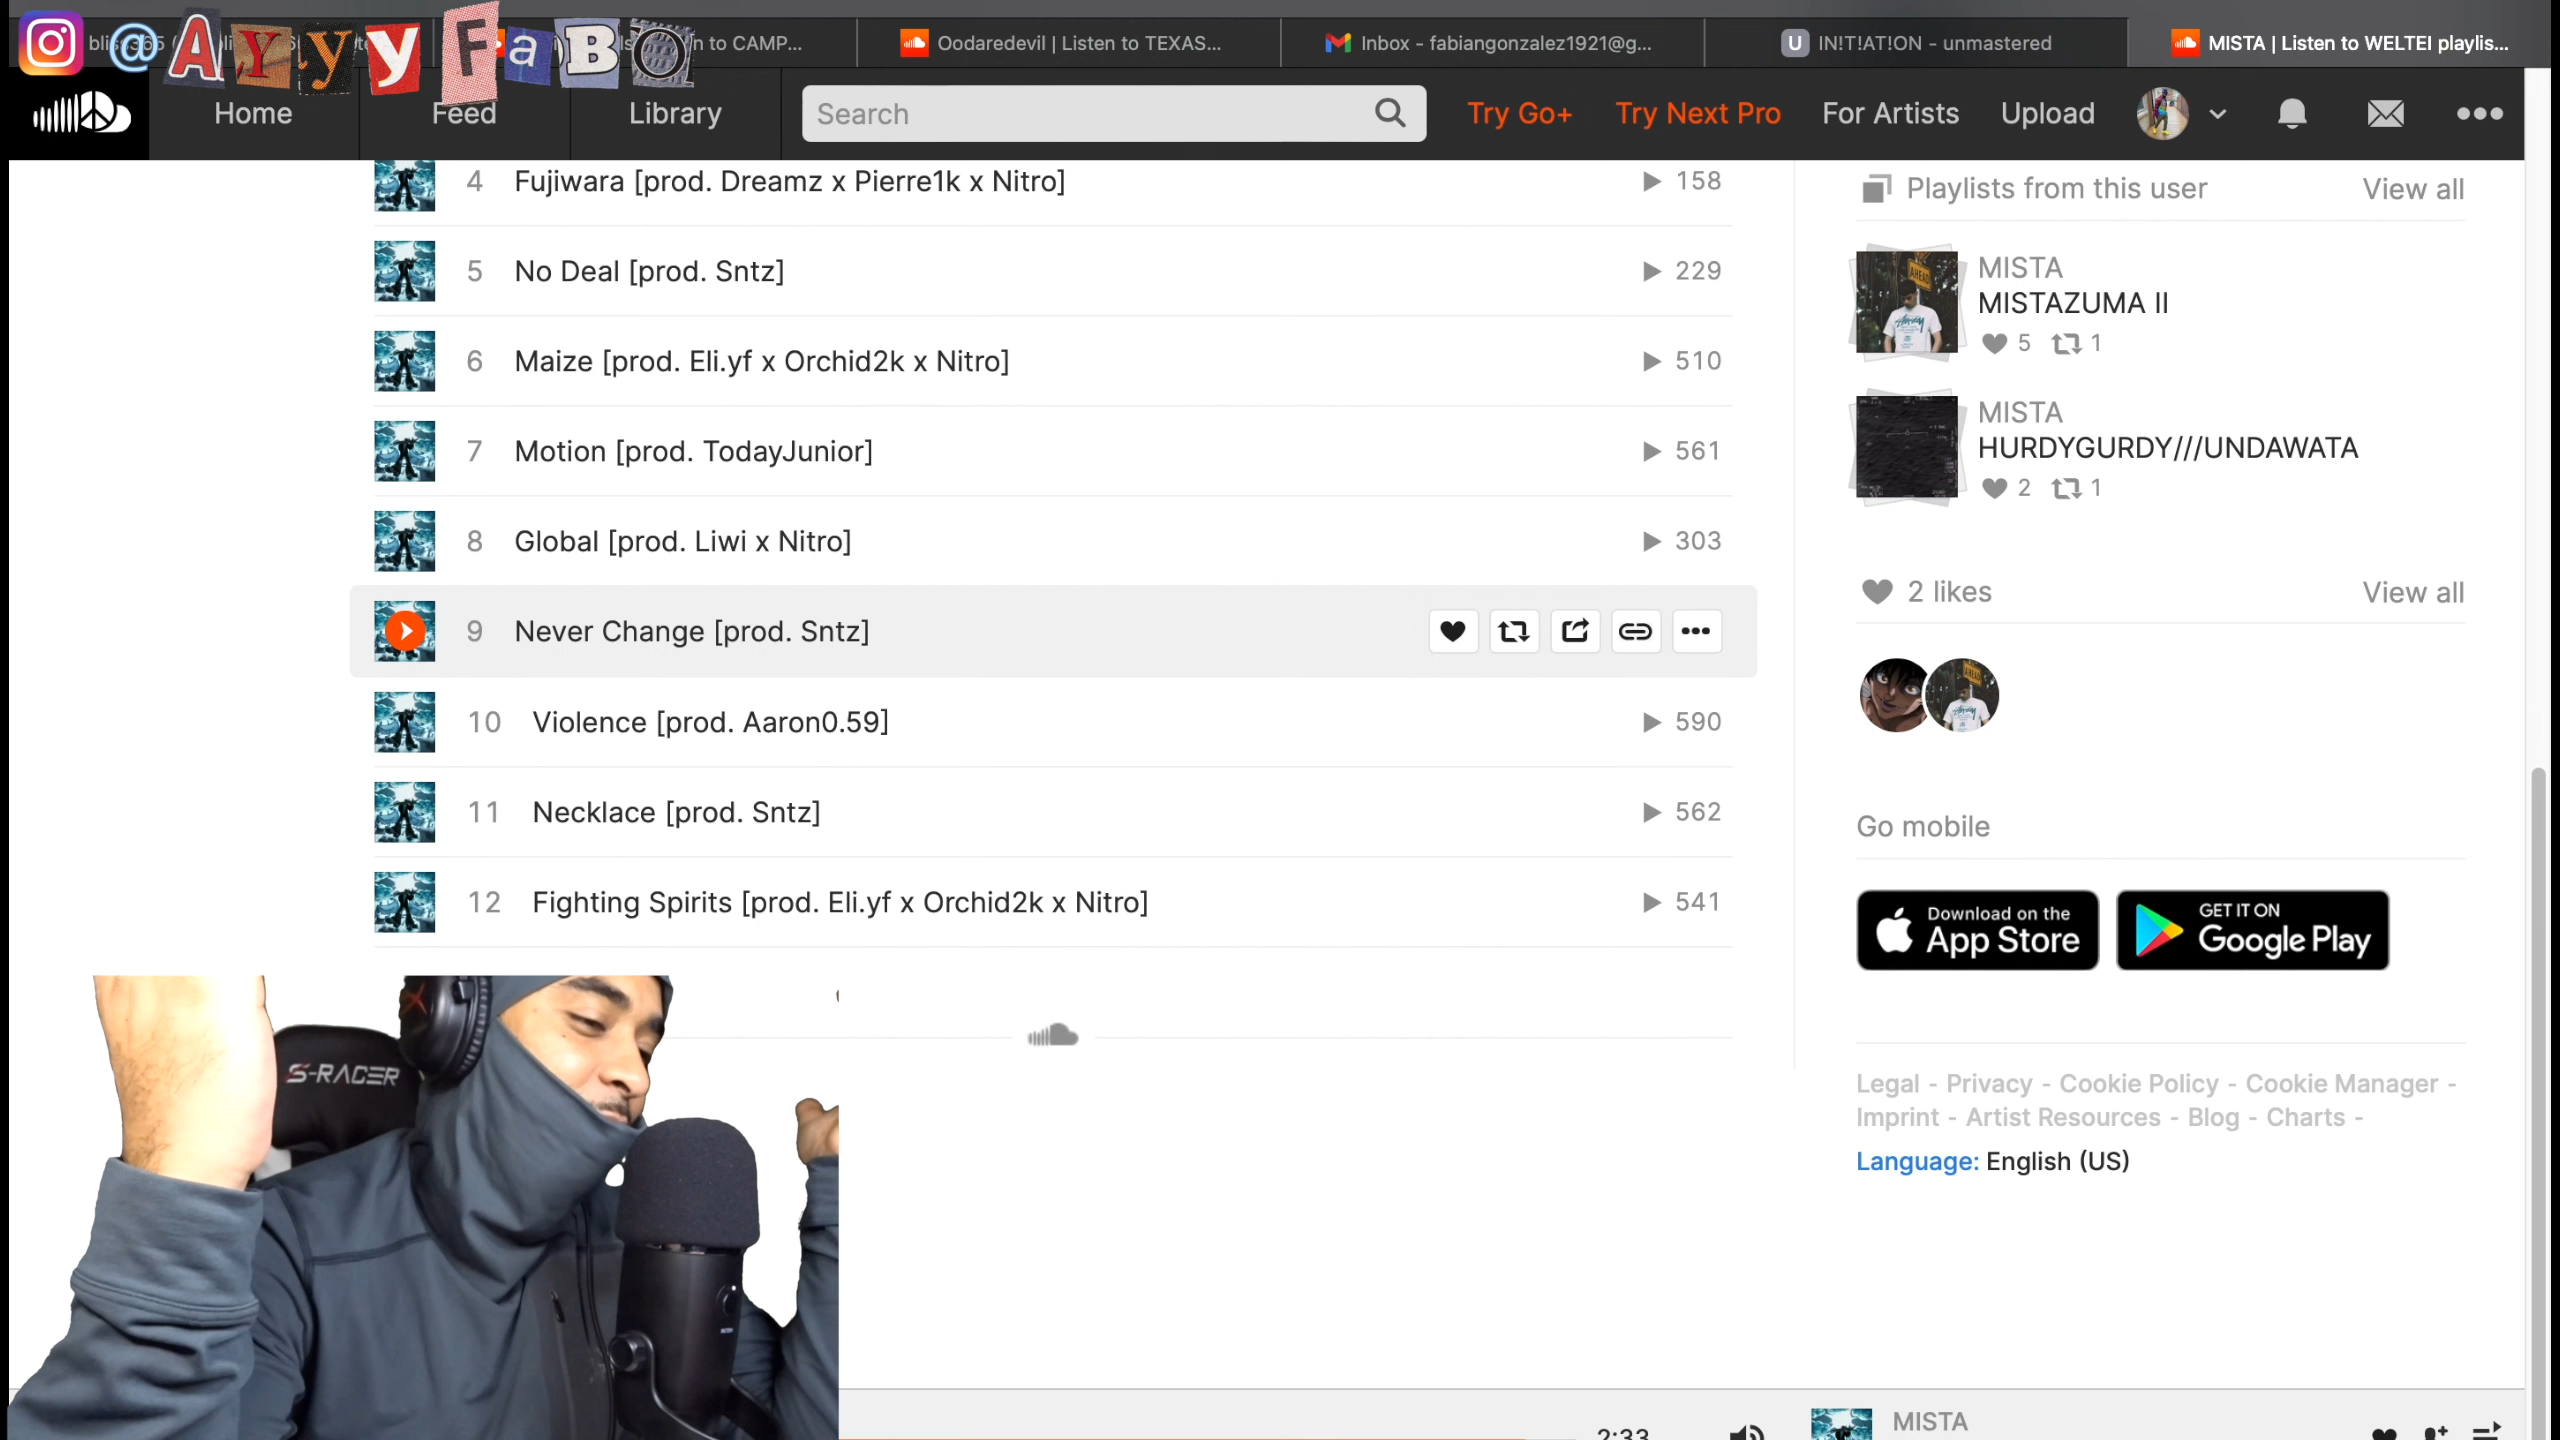 @AYyyFaBO
n to CAMP...
Oodaredevil | Listen to TEXAS...
Inbox - fabiangonzalez1921@g...
U IN!T!AT!ON - unmastered
MISTA | Listen to WELTEI playlis...
Home
Feed
Library
Search
Try Go+
Try Next Pro
For Artists
Upload
4 Fujiwara [prod. Dreamz x Pierre1k x Nitro] 158
5 No Deal [prod. Sntz] 229
6 Maize [prod. Eli.yf x Orchid2k x Nitro] 510
7 Motion [prod. TodayJunior] 561
8 Global [prod. Liwi x Nitro] 303
9 Never Change [prod. Sntz]
10 Violence [prod. Aaron0.59] 590
11 Necklace [prod. Sntz] 562
12 Fighting Spirits [prod. Eli.yf x Orchid2k x Nitro] 541
Playlists from this user View all
MISTA
MISTAZUMA II
5 1
MISTA
HURDYGURDY///UNDAWATA
2 1
2 likes View all
Go mobile
Download on the
App Store
GET IT ON
Google Play
Legal - Privacy - Cookie Policy - Cookie Manager -
Imprint - Artist Resources - Blog - Charts -
Language: English (US)
S-RACER
2:33
MISTA